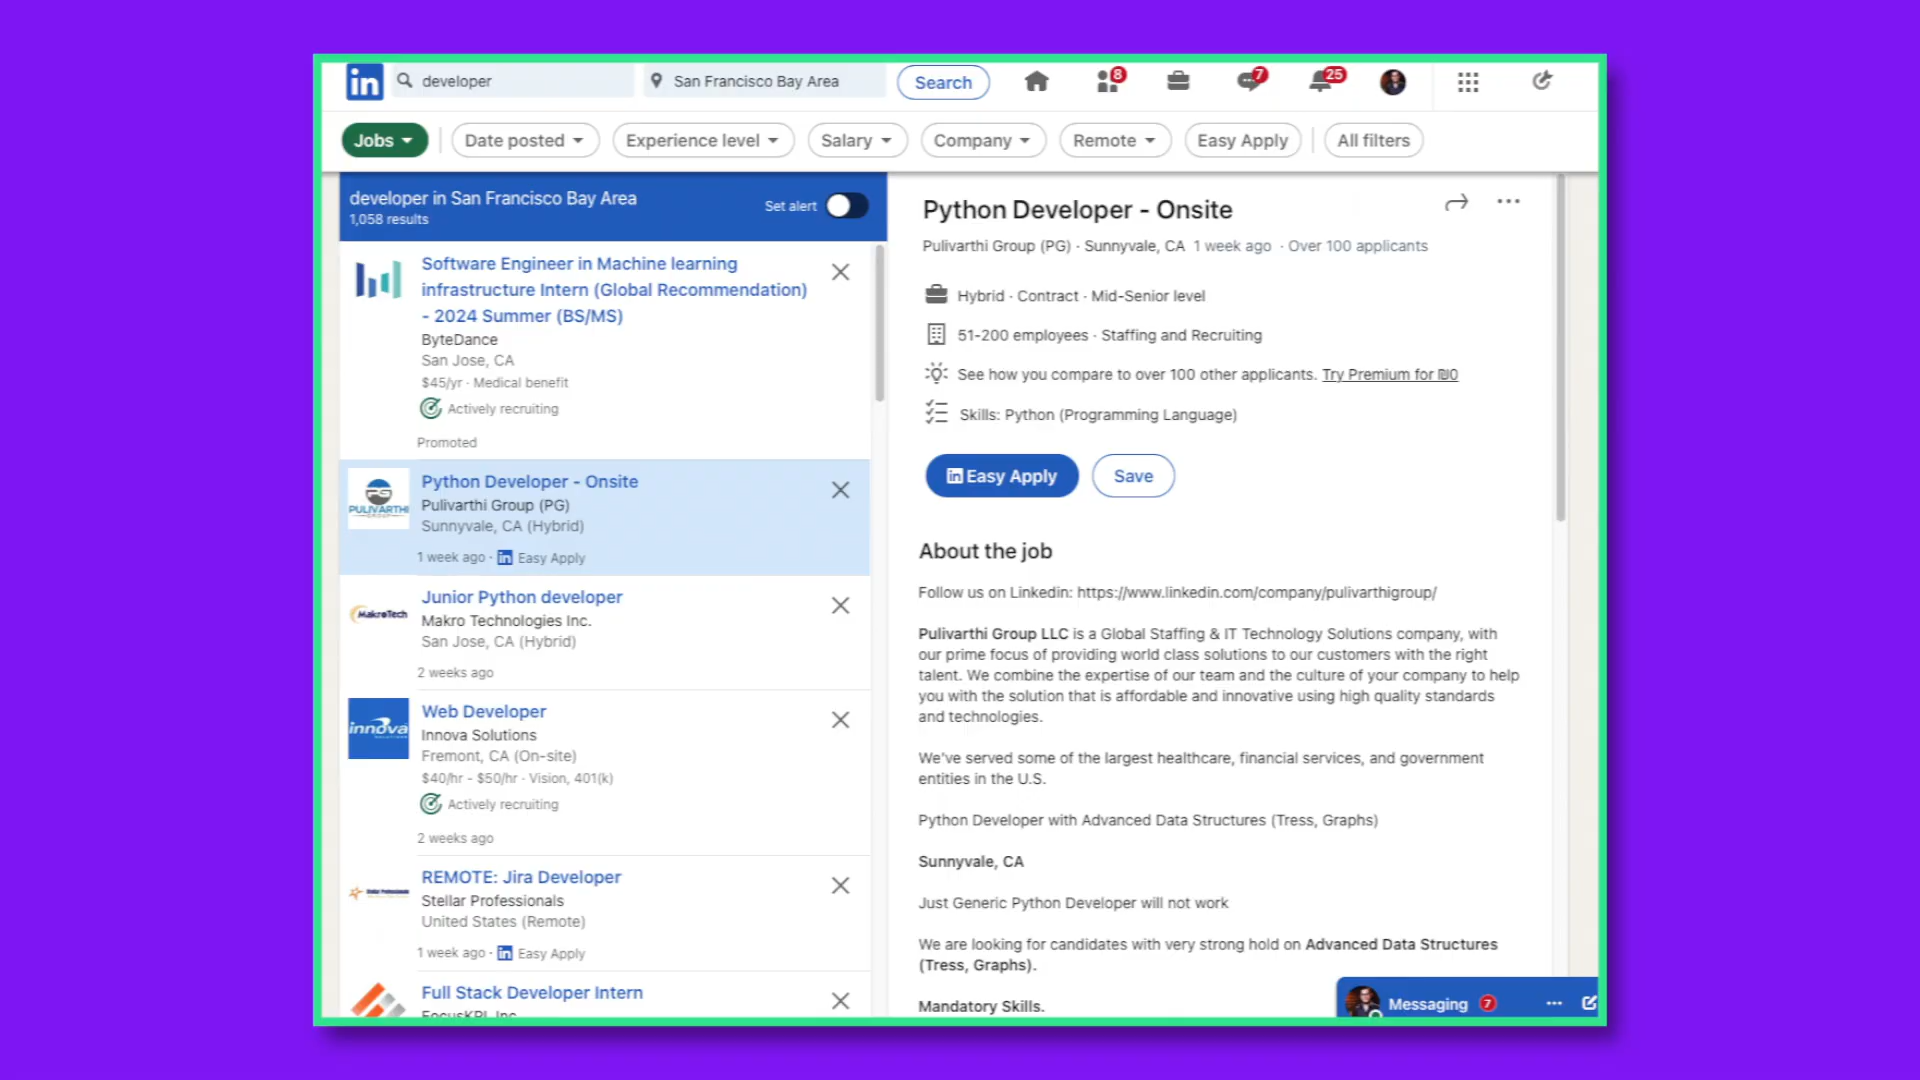 in
developer
San Francisco Bay Area
Search
8
7
25
Jobs
Date posted
Experience level
Salary
Company
Remote
Easy Apply
All filters
developer in San Francisco Bay Area
1,058 results
Set alert
Software Engineer in Machine learning
infrastructure Intern (Global Recommendation)
- 2024 Summer (BS/MS)
ByteDance
San Jose, CA
$45/yr · Medical benefit
Actively recruiting
Promoted
PULIVARTHI
GROUP
Python Developer - Onsite
Pulivarthi Group (PG)
Sunnyvale, CA (Hybrid)
1 week ago · in Easy Apply
MakroTech
Junior Python developer
Makro Technologies Inc.
San Jose, CA (Hybrid)
2 weeks ago
innova
SOLUTIONS
Web Developer
Innova Solutions
Fremont, CA (On-site)
$40/hr - $50/hr · Vision, 401(k)
Actively recruiting
2 weeks ago
Stellar Professionals
REMOTE: Jira Developer
Stellar Professionals
United States (Remote)
1 week ago · in Easy Apply
Full Stack Developer Intern
FocusKPI, Inc.
Python Developer - Onsite
Pulivarthi Group (PG) · Sunnyvale, CA 1 week ago · Over 100 applicants
Hybrid · Contract · Mid-Senior level
51-200 employees · Staffing and Recruiting
See how you compare to over 100 other applicants. Try Premium for ₪0
Skills: Python (Programming Language)
in Easy Apply
Save
About the job
Follow us on Linkedin: https://www.linkedin.com/company/pulivarthigroup/
Pulivarthi Group LLC is a Global Staffing & IT Technology Solutions company, with
our prime focus of providing world class solutions to our customers with the right
talent. We combine the expertise of our team and the culture of your company to help
you with the solution that is affordable and innovative using high quality standards
and technologies.
We've served some of the largest healthcare, financial services, and government
entities in the U.S.
Python Developer with Advanced Data Structures (Tress, Graphs)
Sunnyvale, CA
Just Generic Python Developer will not work
We are looking for candidates with very strong hold on Advanced Data Structures
(Tress, Graphs).
Mandatory Skills.
Messaging 7